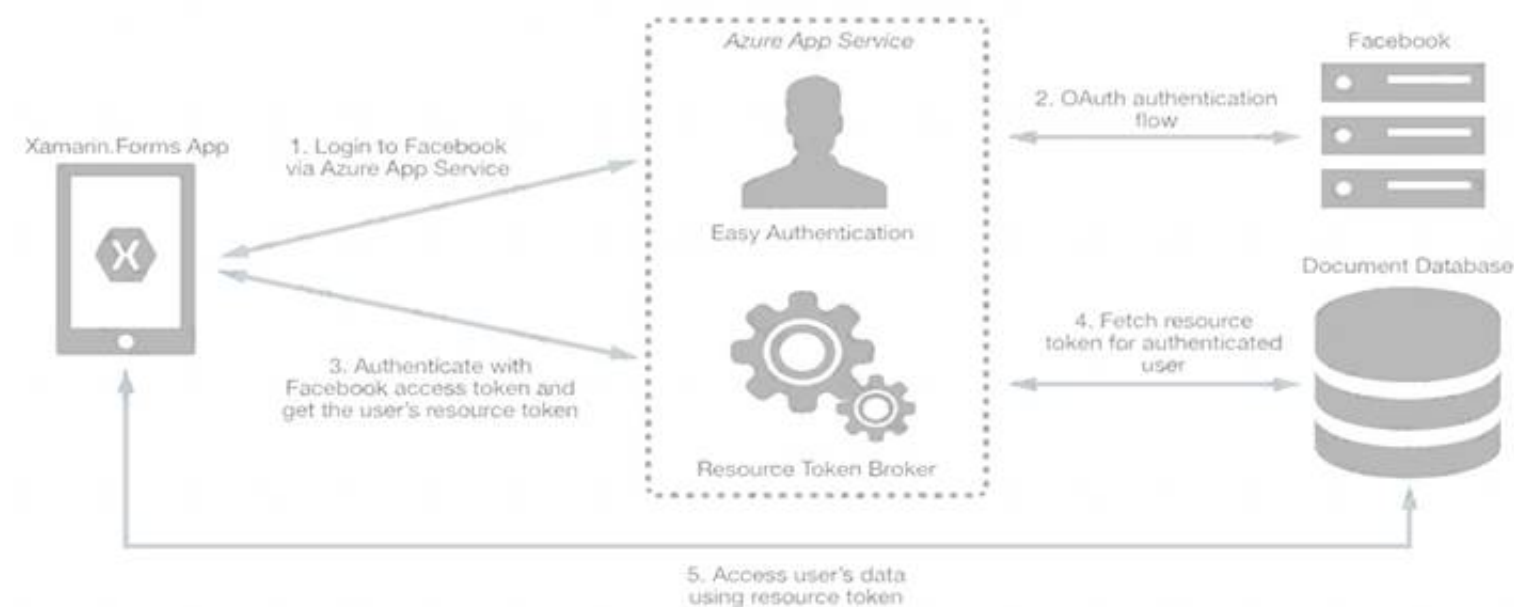 Azure App Service
Facebook
2. OAuth authentication
flow
Xamarin.Forms App
1. Login to Facebook
via Azure App Service
X
Easy Authentication
Document Database
4. Fetch resource
token for authenticated
user
3. Authenticate with
Facebook access token and
get the user's resource token
Resource Token Broker
5. Access user's data
using resource token